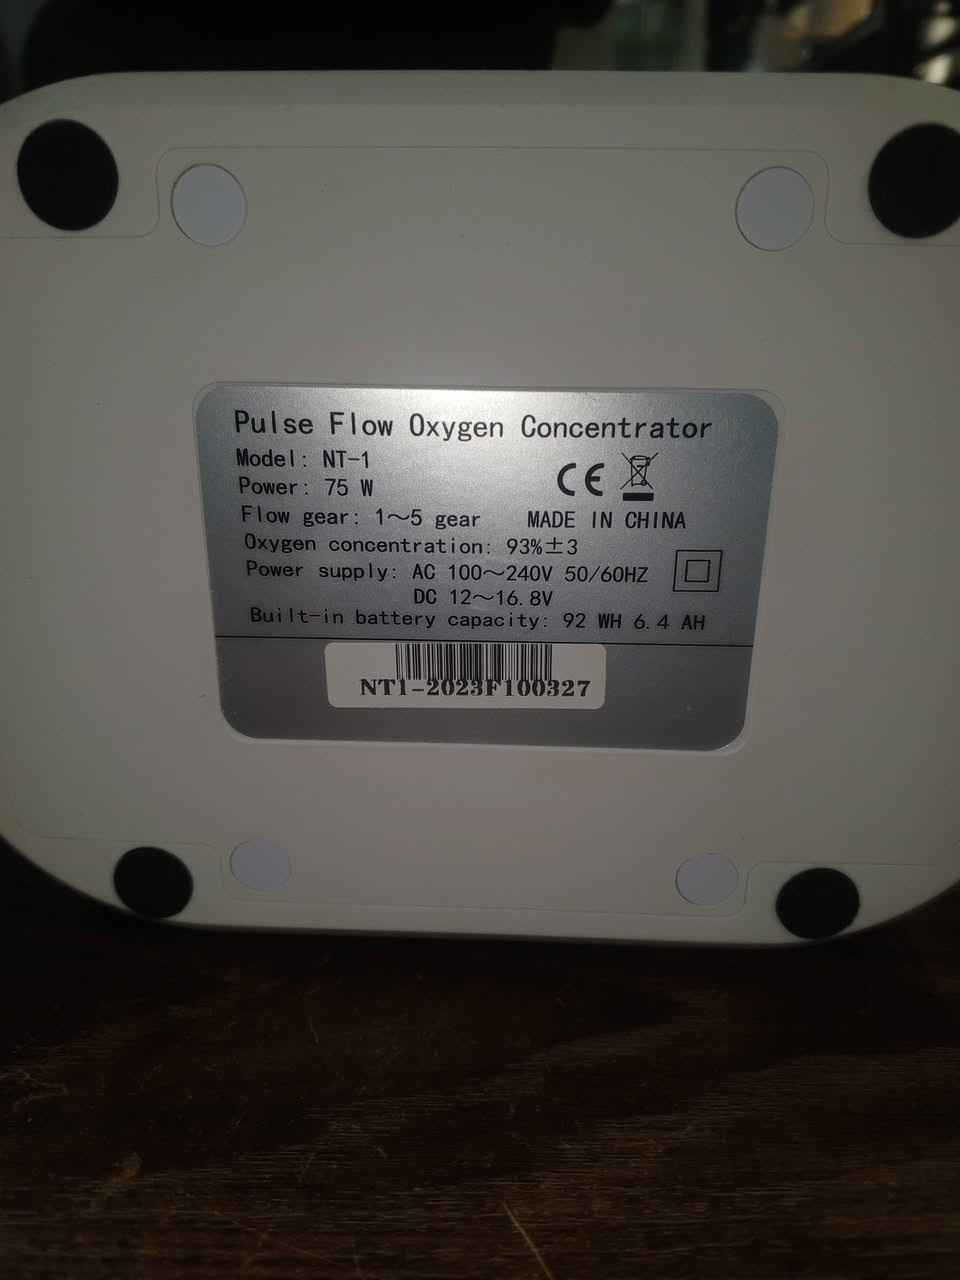 Pulse Flow Oxygen Concentrator
Model: NT-1
Power: 75 W
CE
Flow gear: 1～5 gear MADE IN CHINA
Oxygen concentration: 93%±3
Power supply: AC 100～240V 50/60HZ
DC 12～16.8V
Built-in battery capacity: 92 WH 6.4 AH
NT1-2023F100327